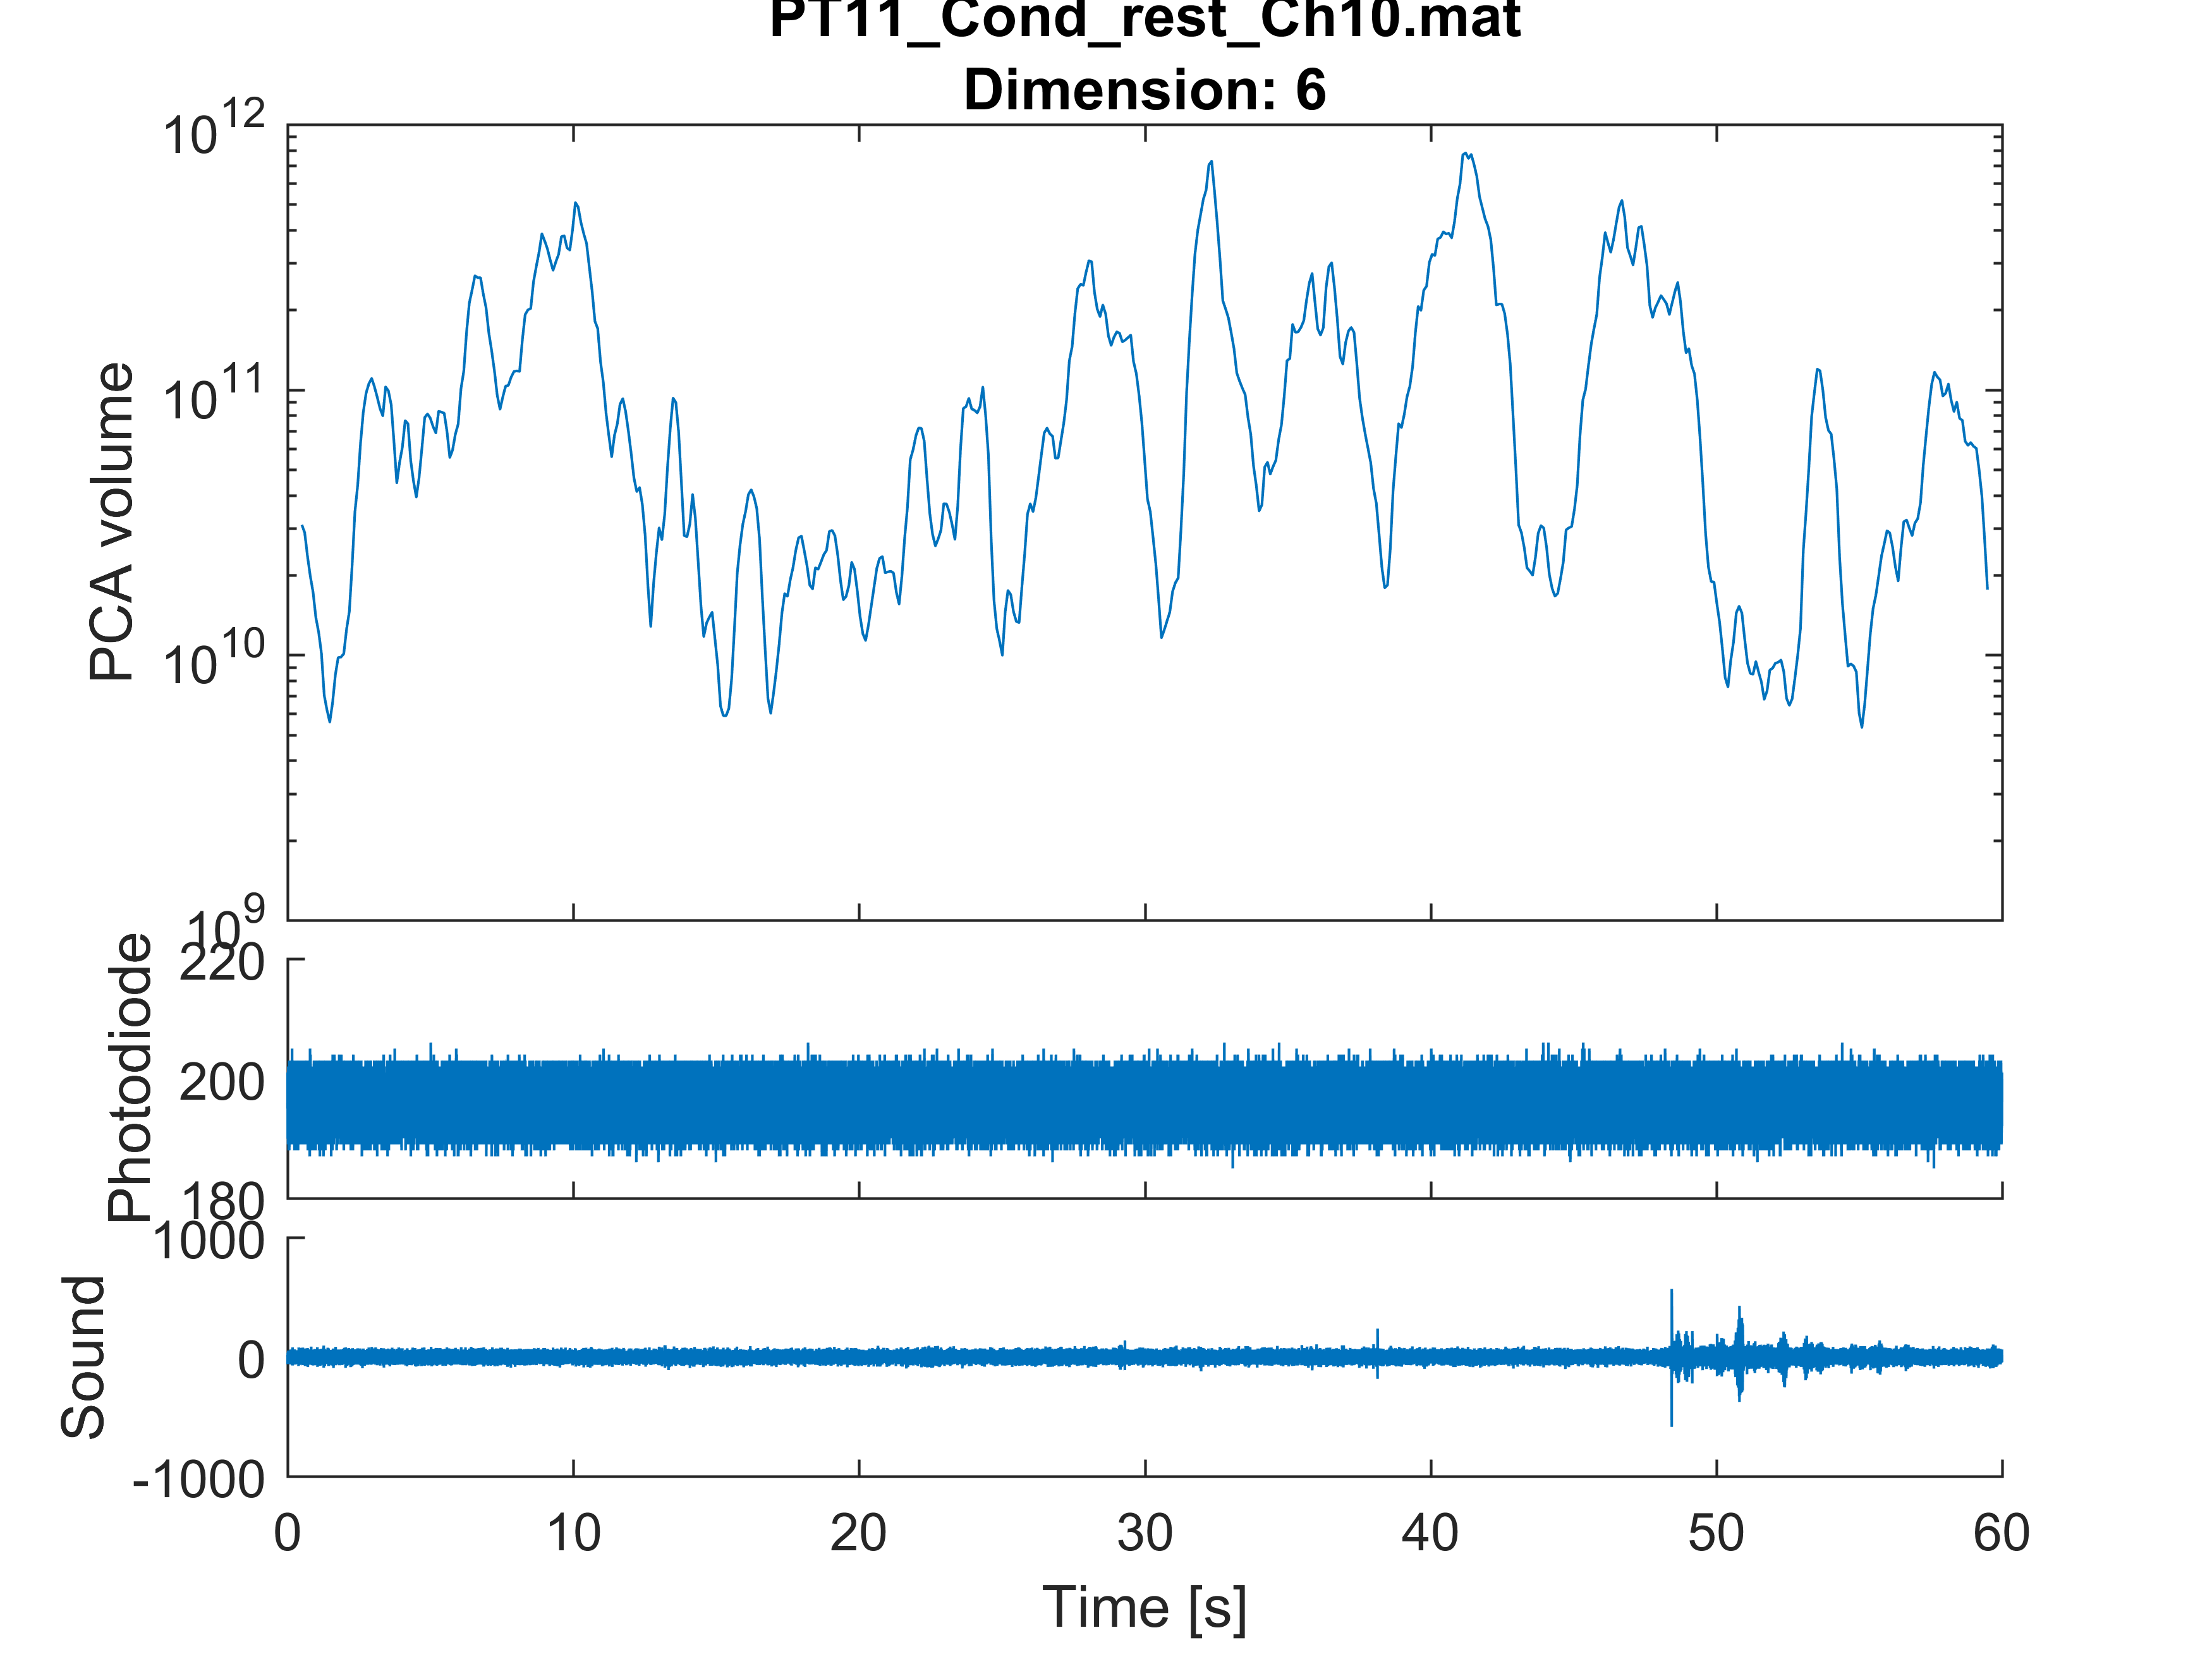 PT11_Cond_rest_Ch10.mat
Dimension: 6
10^12
10^11
10^10
10^9
PCA volume
220
200
180
Photodiode
1000
0
-1000
Sound
0 10 20 30 40 50 60
Time [s]